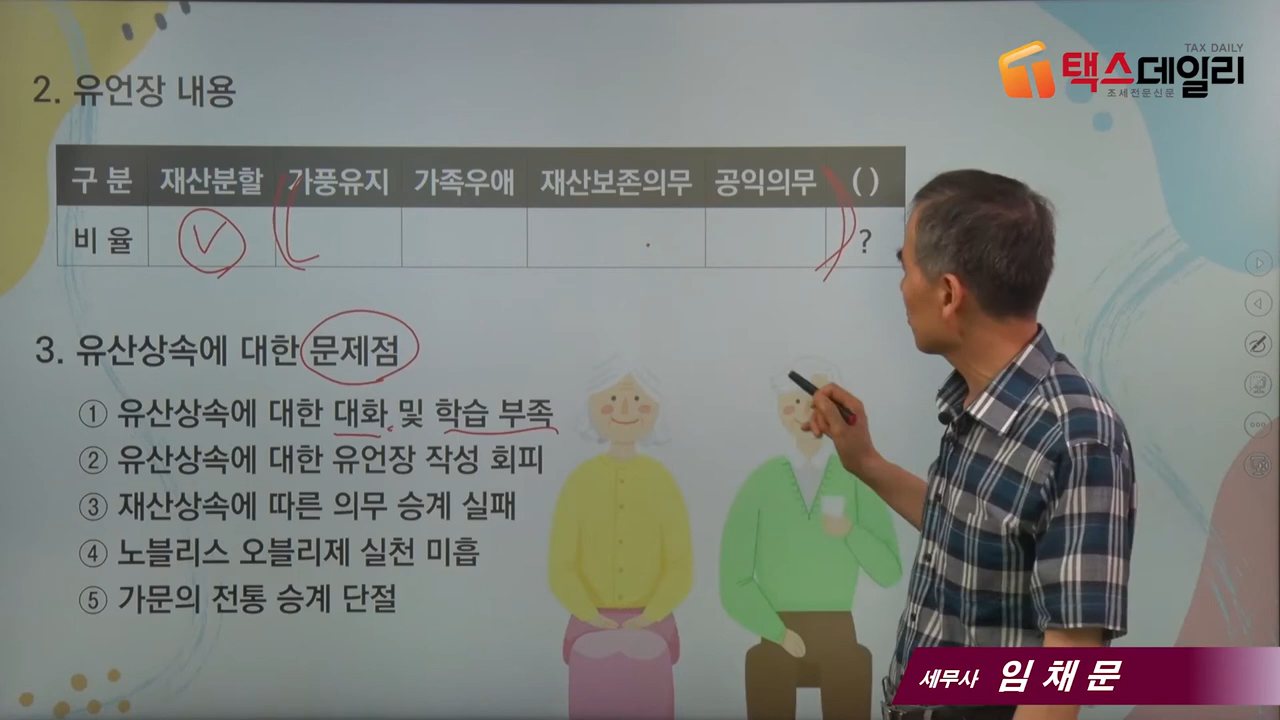 TAX DAILY
택스데일리
조세전문신문
2. 유언장 내용
구 분 재산분할 가풍유지 가족우애 재산보존의무 공익의무 ( )
비 율 ?
3. 유산상속에 대한 문제점
① 유산상속에 대한 대화 및 학습 부족
② 유산상속에 대한 유언장 작성 회피
③ 재산상속에 따른 의무 승계 실패
④ 노블리스 오블리제 실천 미흡
⑤ 가문의 전통 승계 단절
세무사 임채문